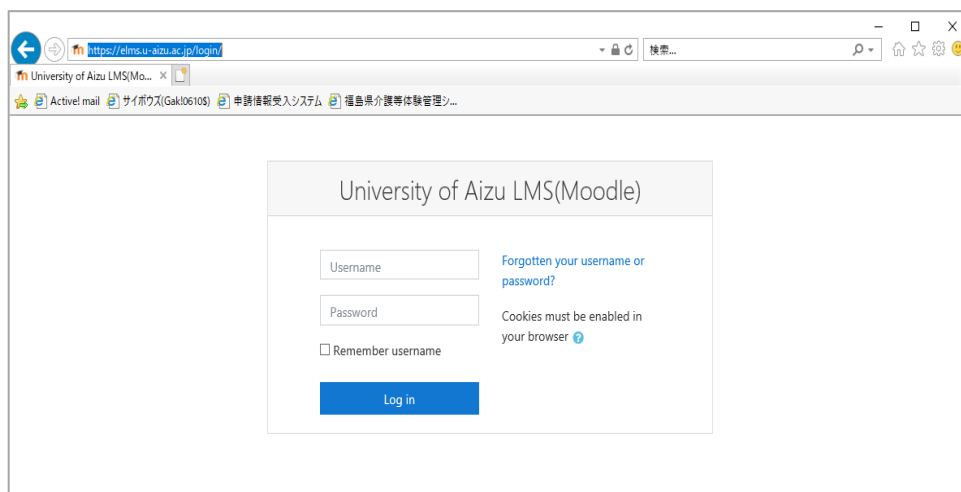 https://elms.u-aizu.ac.jp/login/
検索...
University of Aizu LMS(Mo...
Active! mail
サイボウズ(Gak!0610$)
申請情報受入システム
福島県介護等体験管理シ...
University of Aizu LMS(Moodle)
Username
Forgotten your username or
password?
Password
Cookies must be enabled in
your browser
Remember username
Log in